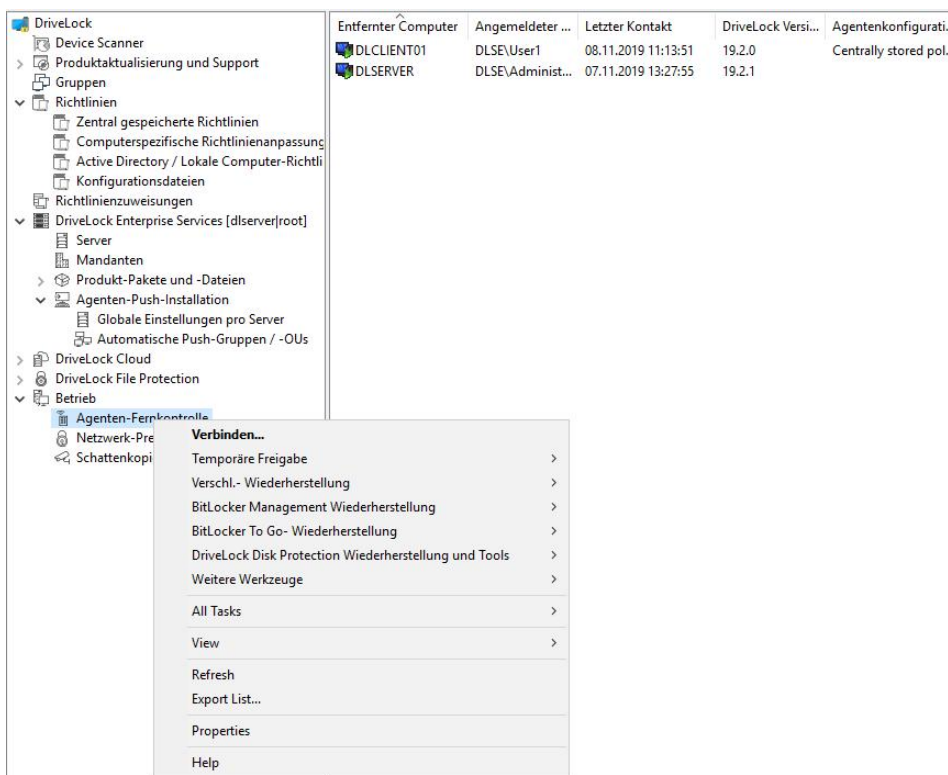 DriveLock
Device Scanner
Produktaktualisierung und Support
Gruppen
Richtlinien
Zentral gespeicherte Richtlinien
Computerspezifische Richtlinienanpassung
Active Directory / Lokale Computer-Richtli
Konfigurationsdateien
Richtlinienzuweisungen
DriveLock Enterprise Services [dlserver|root]
Server
Mandanten
Produkt-Pakete und -Dateien
Agenten-Push-Installation
Globale Einstellungen pro Server
Automatische Push-Gruppen / -OUs
DriveLock Cloud
DriveLock File Protection
Betrieb
Agenten-Fernkontrolle
Netzwerk-Pre
Schattenkopi
Entfernter Computer Angemeldeter ... Letzter Kontakt DriveLock Versi... Agentenkonfigurati.
DLCLIENT01 DLSE\User1 08.11.2019 11:13:51 19.2.0 Centrally stored pol.
DLSERVER DLSE\Administ... 07.11.2019 13:27:55 19.2.1
Verbinden...
Temporäre Freigabe
Verschl.- Wiederherstellung
BitLocker Management Wiederherstellung
BitLocker To Go- Wiederherstellung
DriveLock Disk Protection Wiederherstellung und Tools
Weitere Werkzeuge
All Tasks
View
Refresh
Export List...
Properties
Help